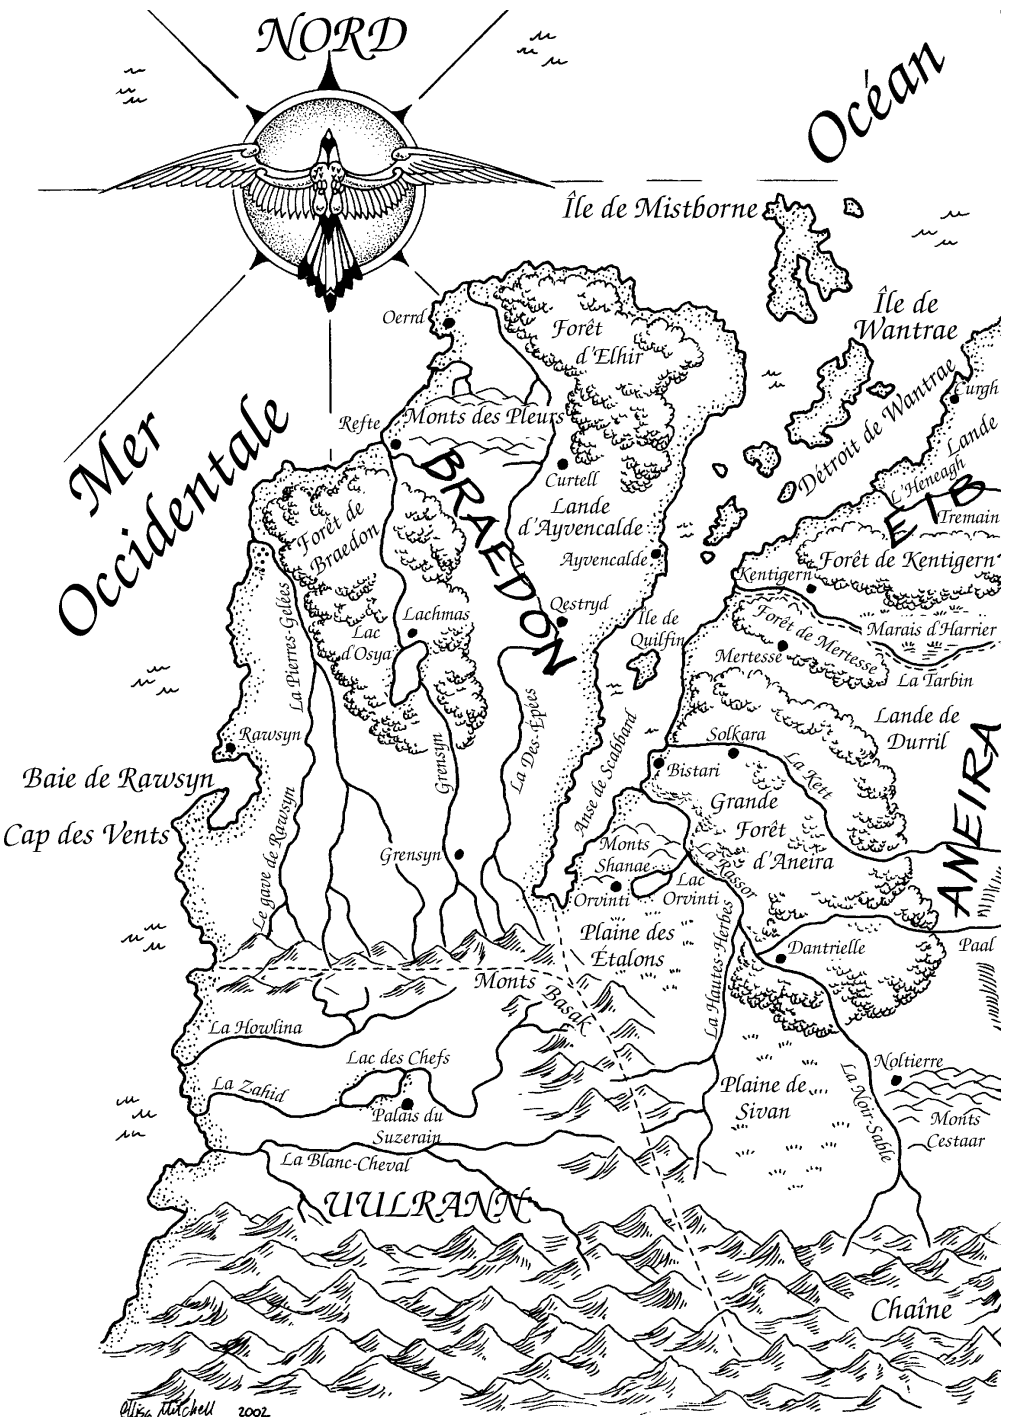 NORD
Océan
Île de Mistborne
Île de
Wantrae
Oerrd
Forêt
d'Elhir
Détroit de Wantrae
Curgh
Mer
Occidentale
Refte
Monts des Pleurs
Lande
L'Heneagh
BRAEDON
Curtell
Lande
d'Ayvencalde
EIB
Tremain
Forêt de
Braedon
Ayvencalde
Forêt de Kentigern
Kentigern
La Pierres-Gelées
Lachmas
Qestryd
Île de
Quilfin
Forêt de Mertesse
Marais d'Harrier
Lac
d'Osya
Mertesse
La Tarbin
Rawsyn
Grensyn
La Des-Épées
Anse de Scabbard
Solkara
Lande de
Durril
Baie de Rawsyn
Bistari
La Kett
ANEIRA
Cap des Vents
Le gave de Rawsyn
Grande
Forêt
d'Aneira
Grensyn
Monts
Shanae
La Rassor
Lac
Orvinti
Orvinti
Plaine des
Étalons
La Hautes-Herbes
Dantrielle
Paal
Monts
Basak
La Howlina
Lac des Chefs
La Zahid
Palais du
Suzerain
Plaine de
Sivan
La Noir-Sable
Noltierre
Monts
Cestaar
La Blanc-Cheval
UULRANN
Chaîne
Ellisa Mitchell 2002